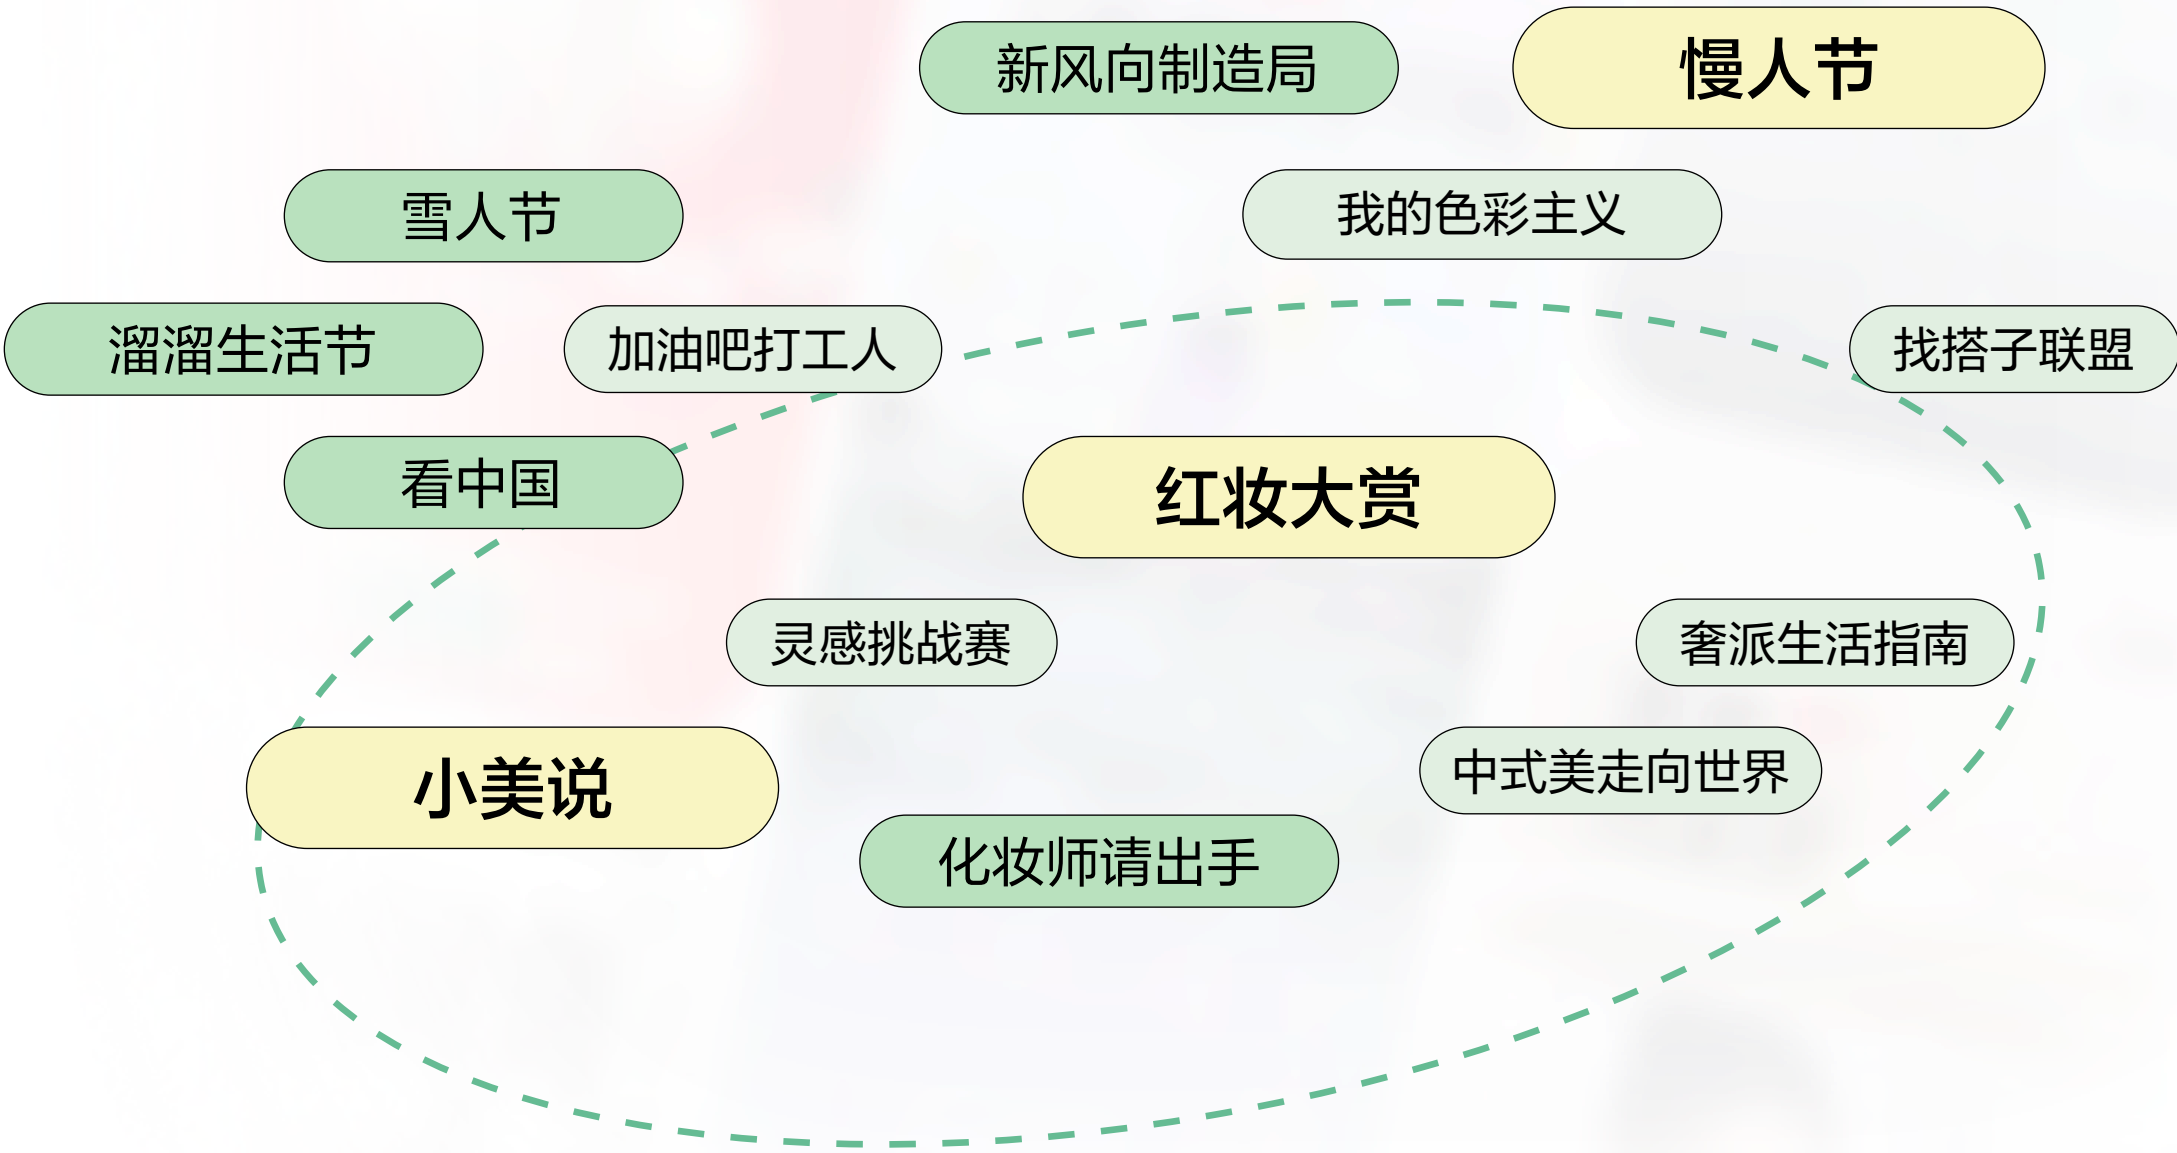 新风向制造局
慢人节
雪人节
我的色彩主义
溜溜生活节
加油吧打工人
找搭子联盟
看中国
红妆大赏
灵感挑战赛
奢派生活指南
小美说
中式美走向世界
化妆师请出手